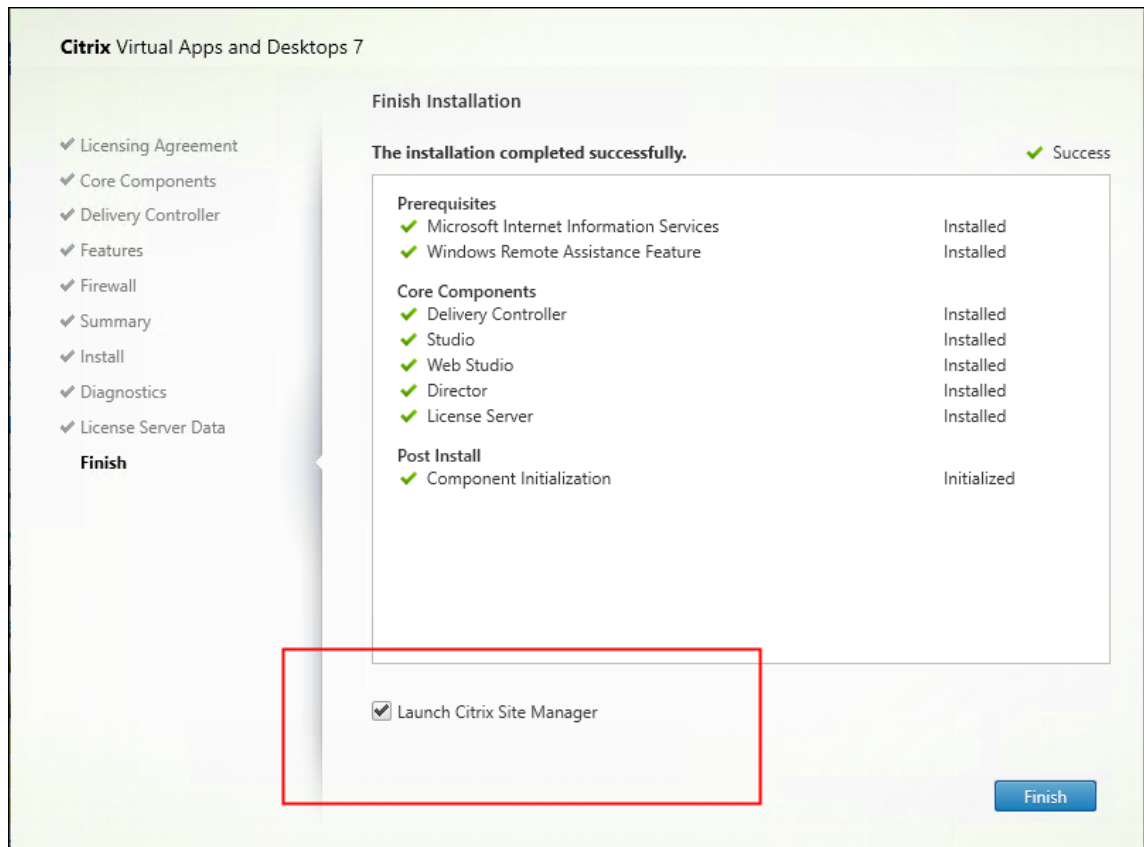 Citrix Virtual Apps and Desktops 7
Licensing Agreement
Core Components
Delivery Controller
Features
Firewall
Summary
Install
Diagnostics
License Server Data
Finish
Finish Installation
The installation completed successfully. Success
Prerequisites
Microsoft Internet Information Services Installed
Windows Remote Assistance Feature Installed
Core Components
Delivery Controller Installed
Studio Installed
Web Studio Installed
Director Installed
License Server Installed
Post Install
Component Initialization Initialized
Launch Citrix Site Manager
Finish